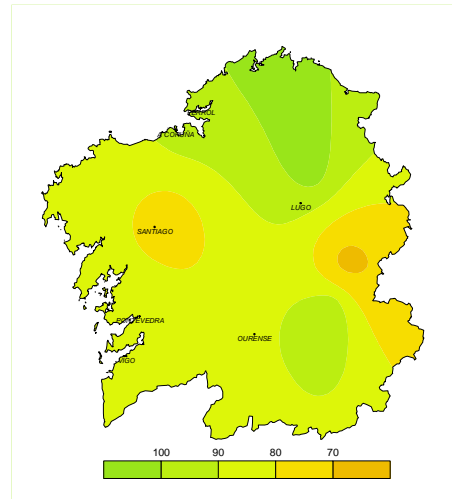 FERROL
A CORUÑA
LUGO
SANTIAGO
PONTEVEDRA
OURENSE
VIGO
100 90 80 70